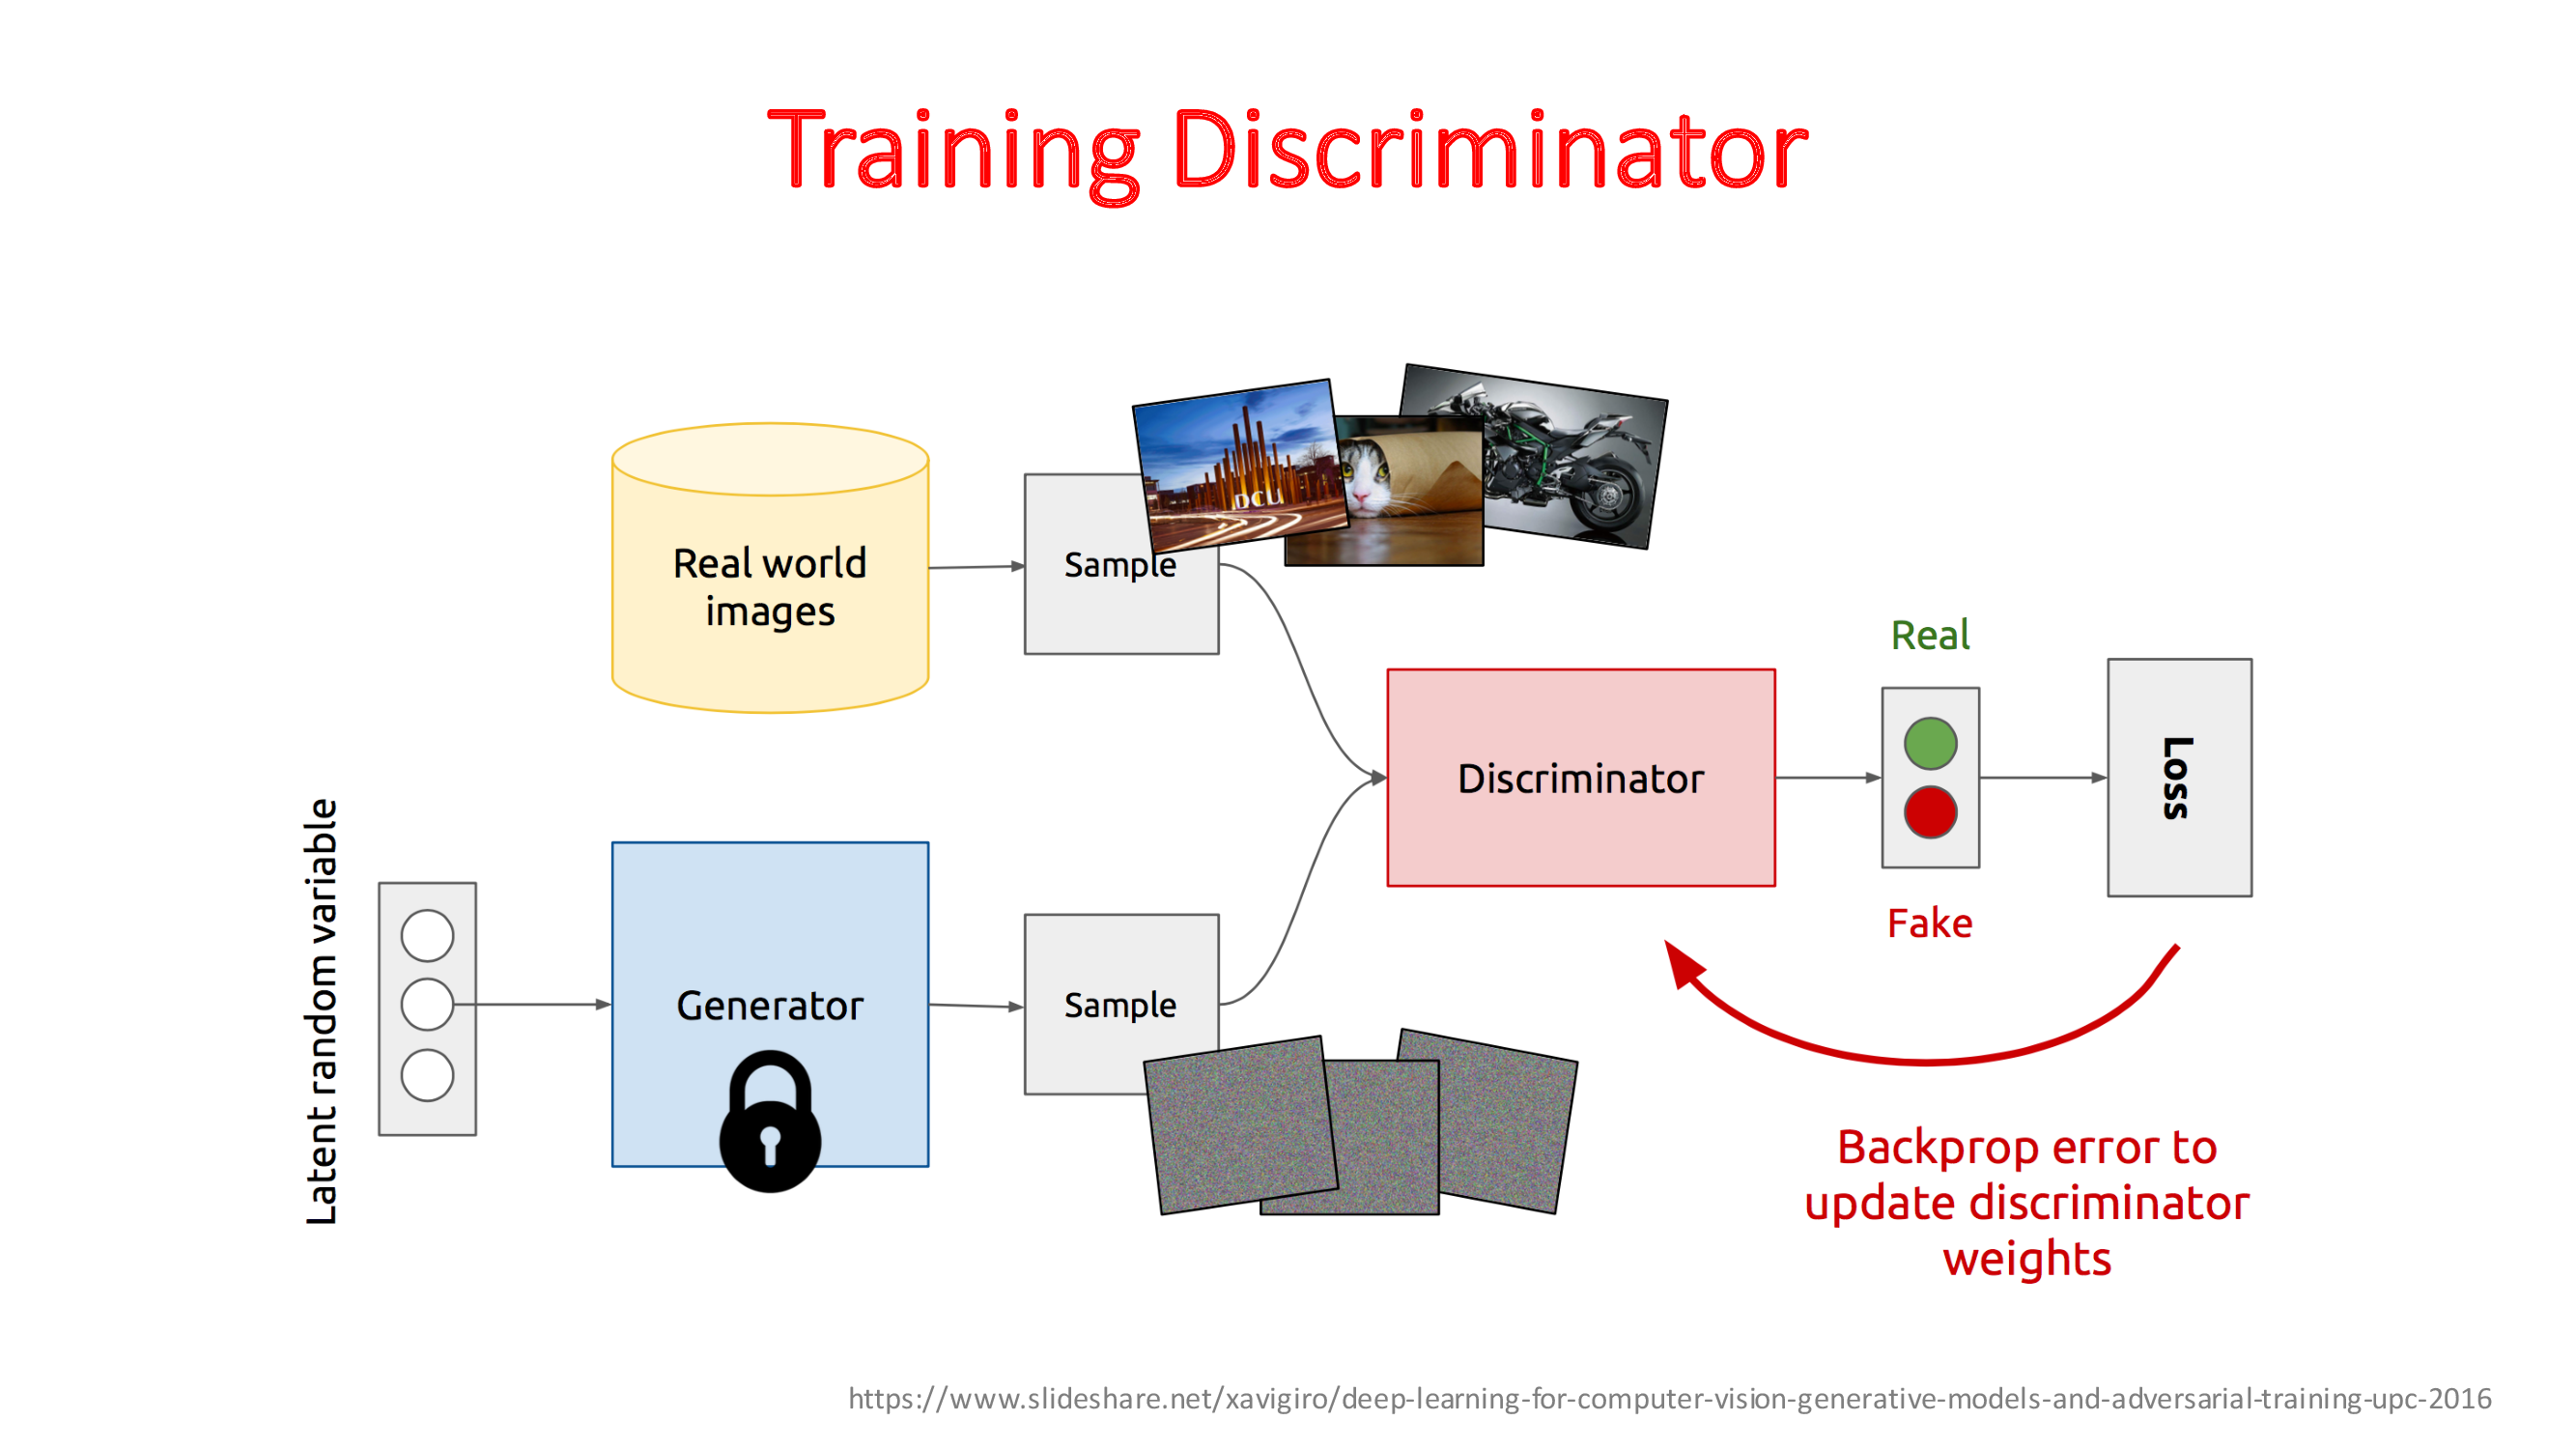 Training Discriminator
DCU
Real world
images
Sample
Real
Discriminator
Loss
Latent random variable
Generator
Sample
Fake
Backprop error to
update discriminator
weights
https://www.slideshare.net/xavigiro/deep-learning-for-computer-vision-generative-models-and-adversarial-training-upc-2016